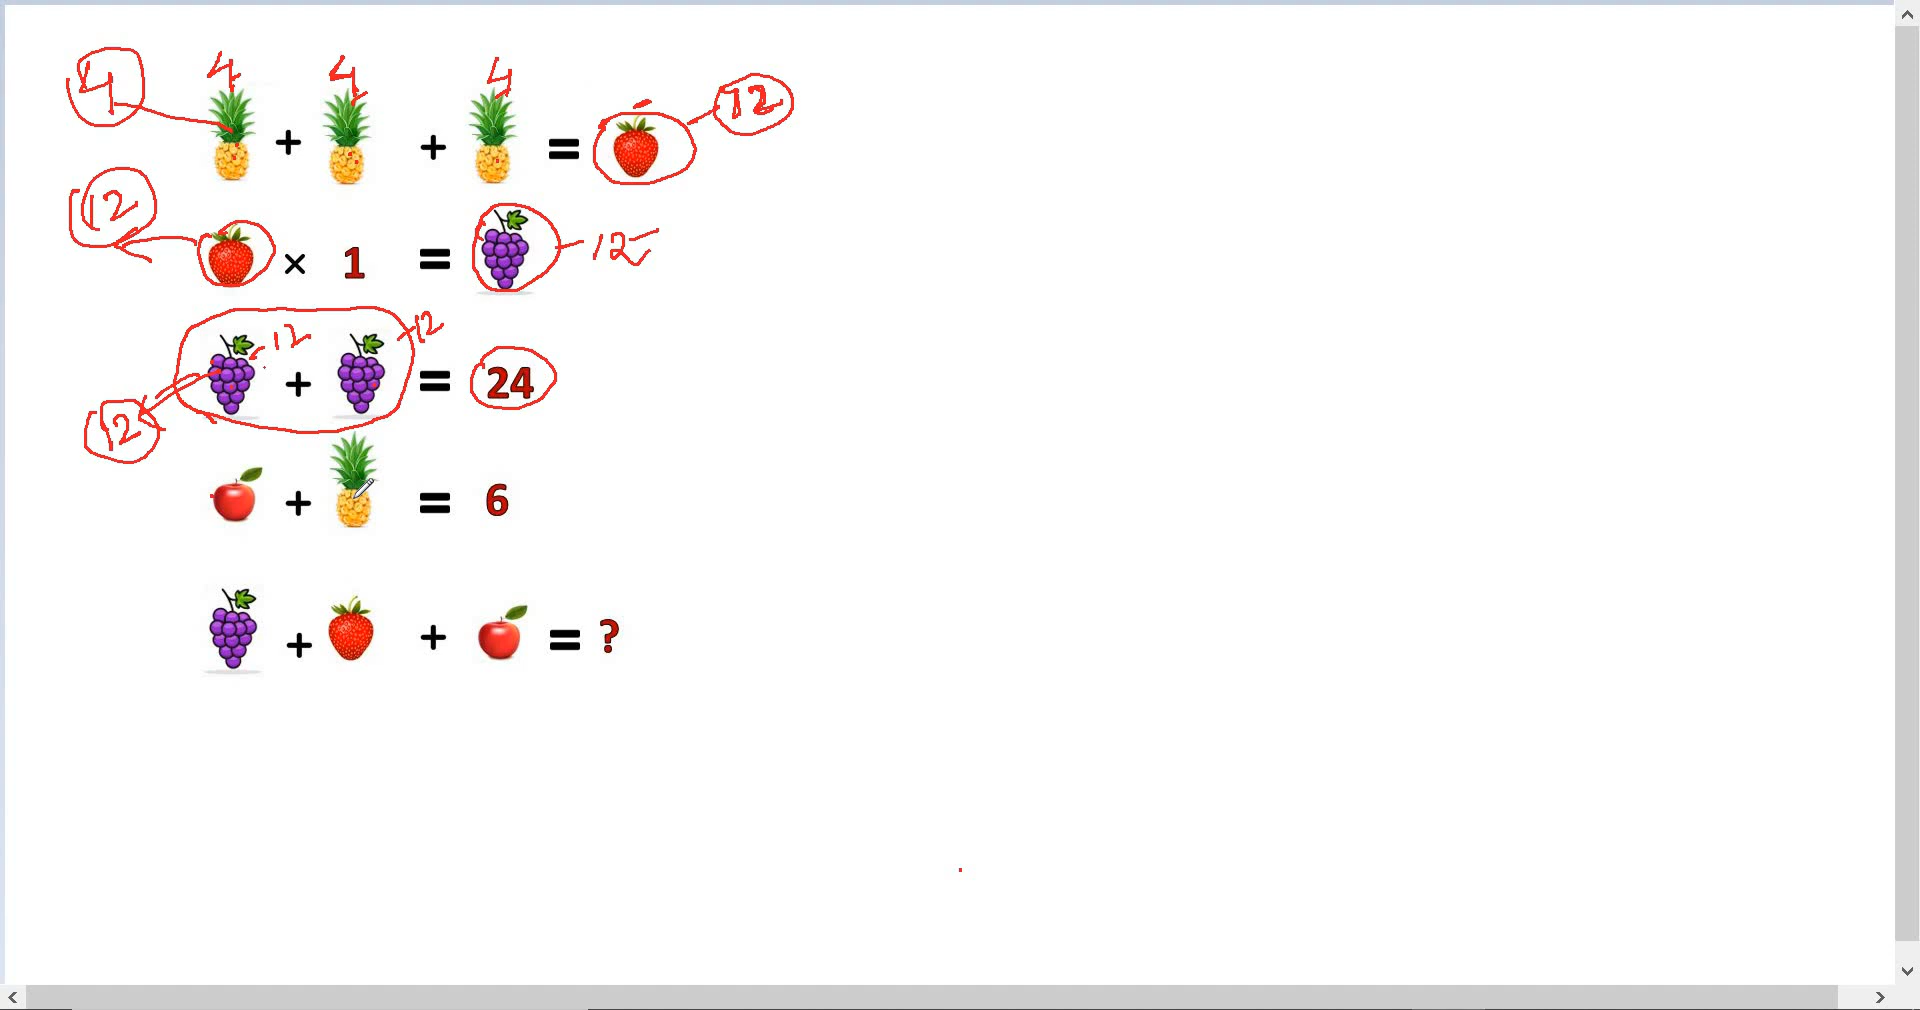 4 4 4 4
+ + = 12
12
× 1 = 12
12 12
+ = 24
12
+ = 6
+ + = ?